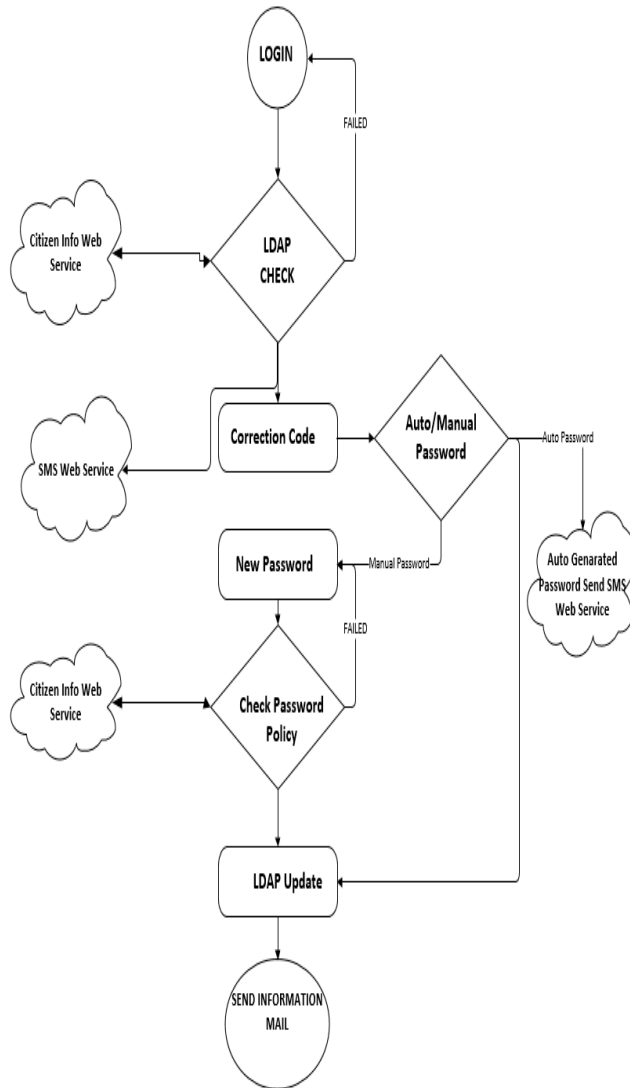 LOGIN
FAILED
LDAP
CHECK
Citizen Info Web
Service
Correction Code
Auto/Manual
Password
SMS Web Service
Auto Password
New Password
Manual Password
Auto Genarated
Password Send SMS
Web Service
FAILED
Citizen Info Web
Service
Check Password
Policy
LDAP Update
SEND INFORMATION
MAIL